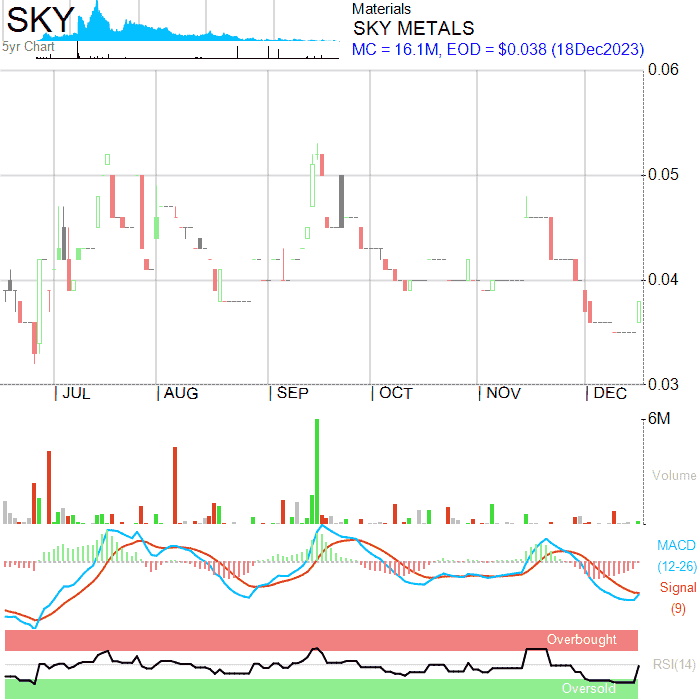 SKY
5yr Chart
Materials
SKY METALS
MC = 16.1M, EOD = $0.038 (18Dec2023)
0.06
0.05
0.04
0.03
JUL AUG SEP OCT NOV DEC
6M
Volume
MACD
(12-26)
Signal
(9)
Overbought
RSI(14)
Oversold